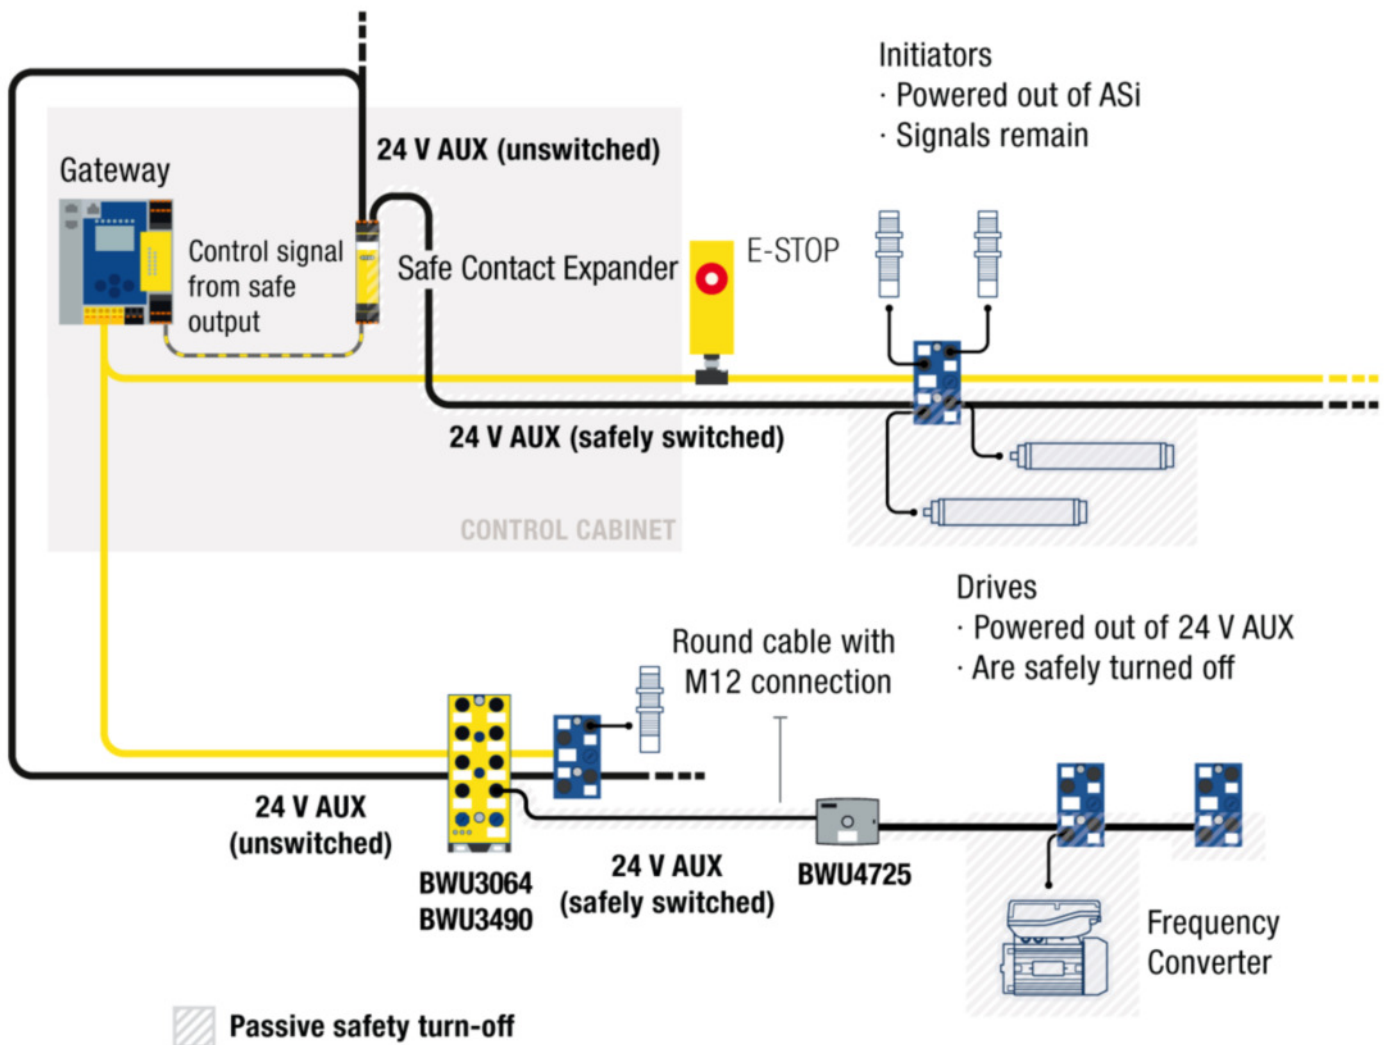 Initiators
· Powered out of ASi
· Signals remain
24 V AUX (unswitched)
Gateway
Control signal
from safe
output
Safe Contact Expander
E-STOP
24 V AUX (safely switched)
CONTROL CABINET
Drives
· Powered out of 24 V AUX
· Are safely turned off
Round cable with
M12 connection
24 V AUX
(unswitched)
BWU3064
BWU3490
24 V AUX
(safely switched)
BWU4725
Frequency
Converter
Passive safety turn-off